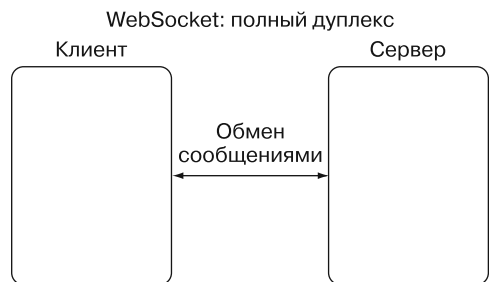 WebSocket: полный дуплекс
Клиент
Сервер
Обмен
сообщениями